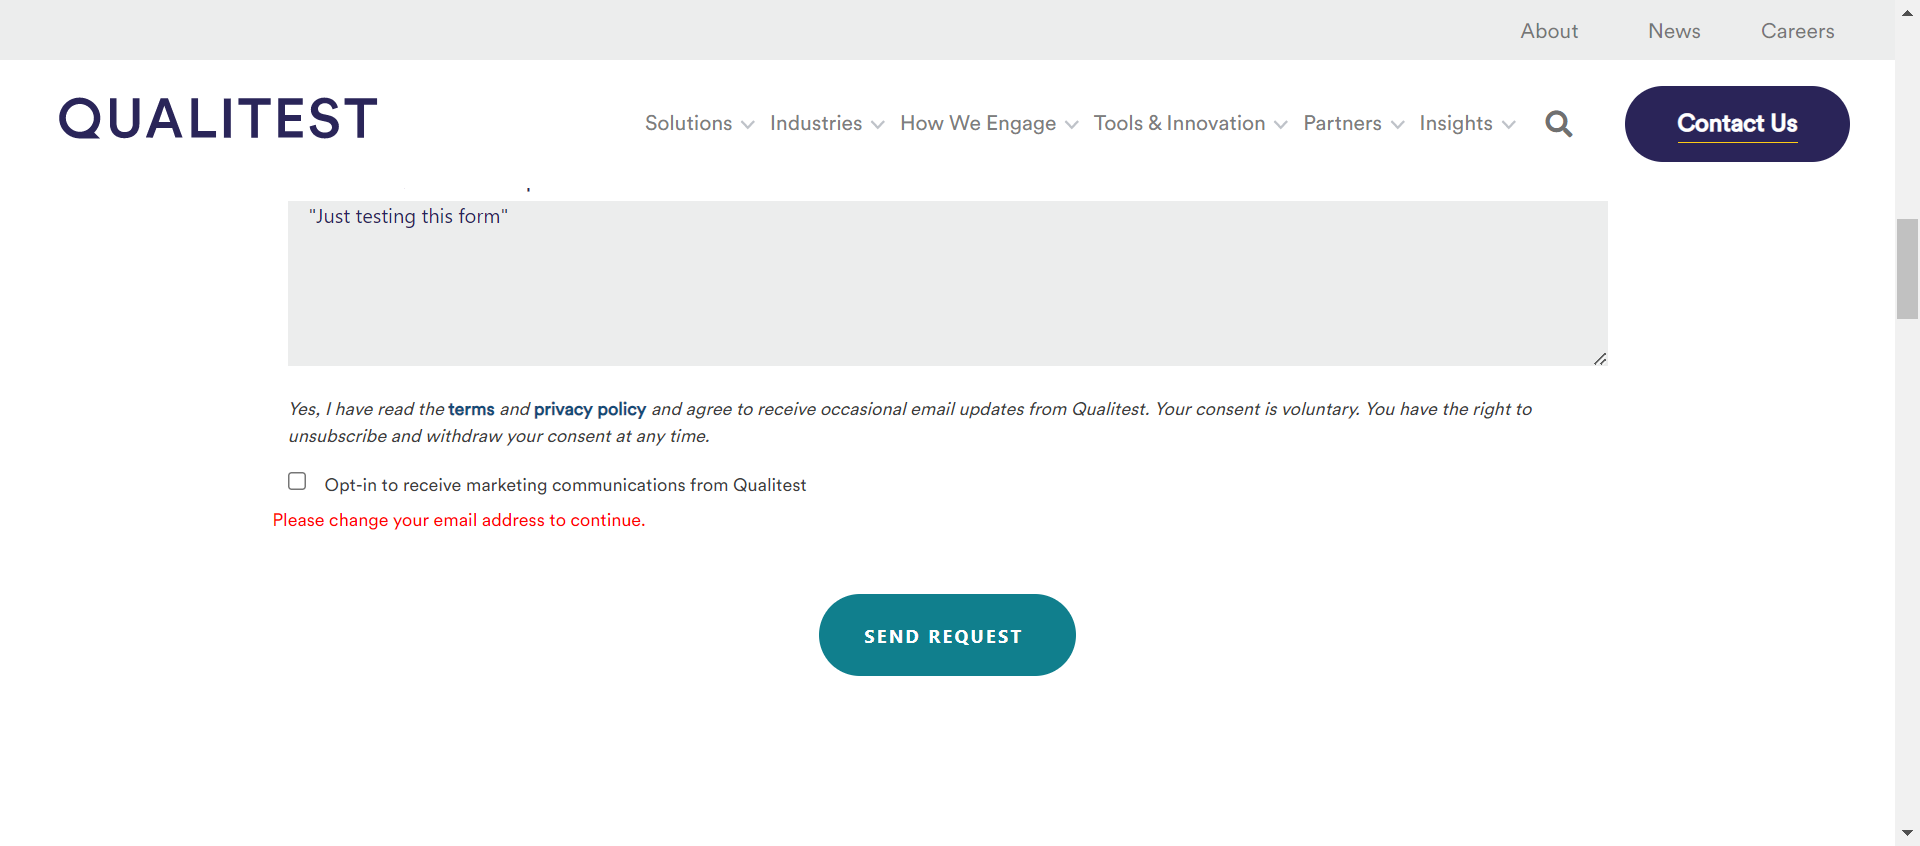 About News Careers
QUALITEST
Solutions Industries How We Engage Tools & Innovation Partners Insights
Contact Us
"Just testing this form"
Yes, I have read the terms and privacy policy and agree to receive occasional email updates from Qualitest. Your consent is voluntary. You have the right to
unsubscribe and withdraw your consent at any time.
Opt-in to receive marketing communications from Qualitest
Please change your email address to continue.
SEND REQUEST